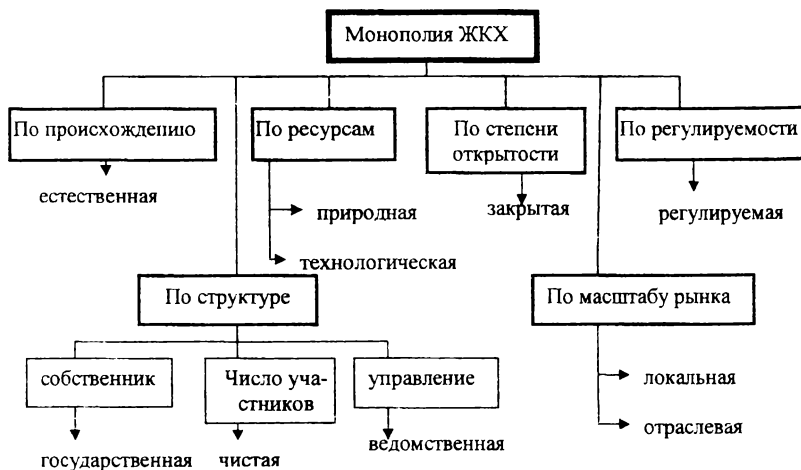 Монополия ЖКХ
По происхождению
По ресурсам
По степени
открытости
По регулируемости
естественная
природная
закрытая
регулируемая
технологическая
По структуре
По масштабу рынка
собственник
Число уча-
стников
управление
локальная
отраслевая
государственная
чистая
ведомственная